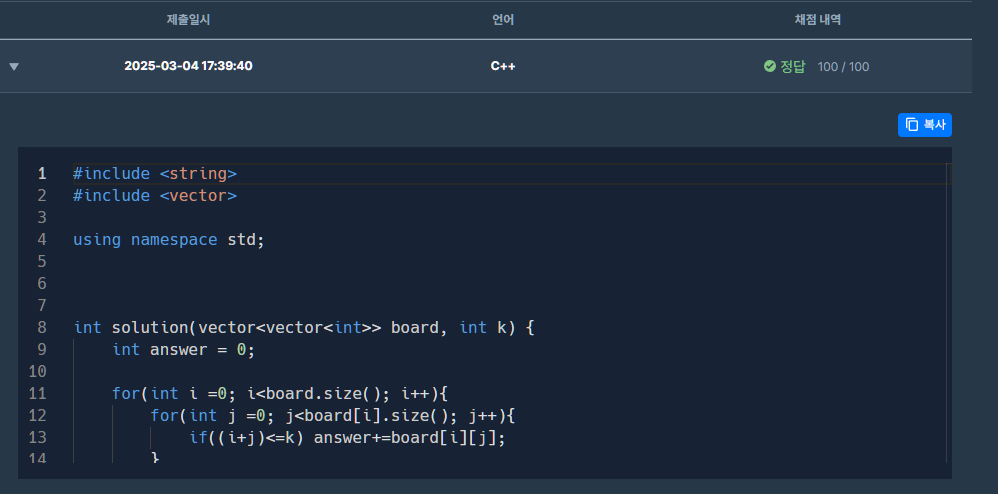 제출일시 언어 채점 내역
▼ 2025-03-04 17:39:40 C++ 정답 100 / 100
복사
1 #include <string>
2 #include <vector>
3
4 using namespace std;
5
6
7
8 int solution(vector<vector<int>> board, int k) {
9     int answer = 0;
10
11     for(int i =0; i<board.size(); i++){
12         for(int j =0; j<board[i].size(); j++){
13             if((i+j)<=k) answer+=board[i][j];
14         }